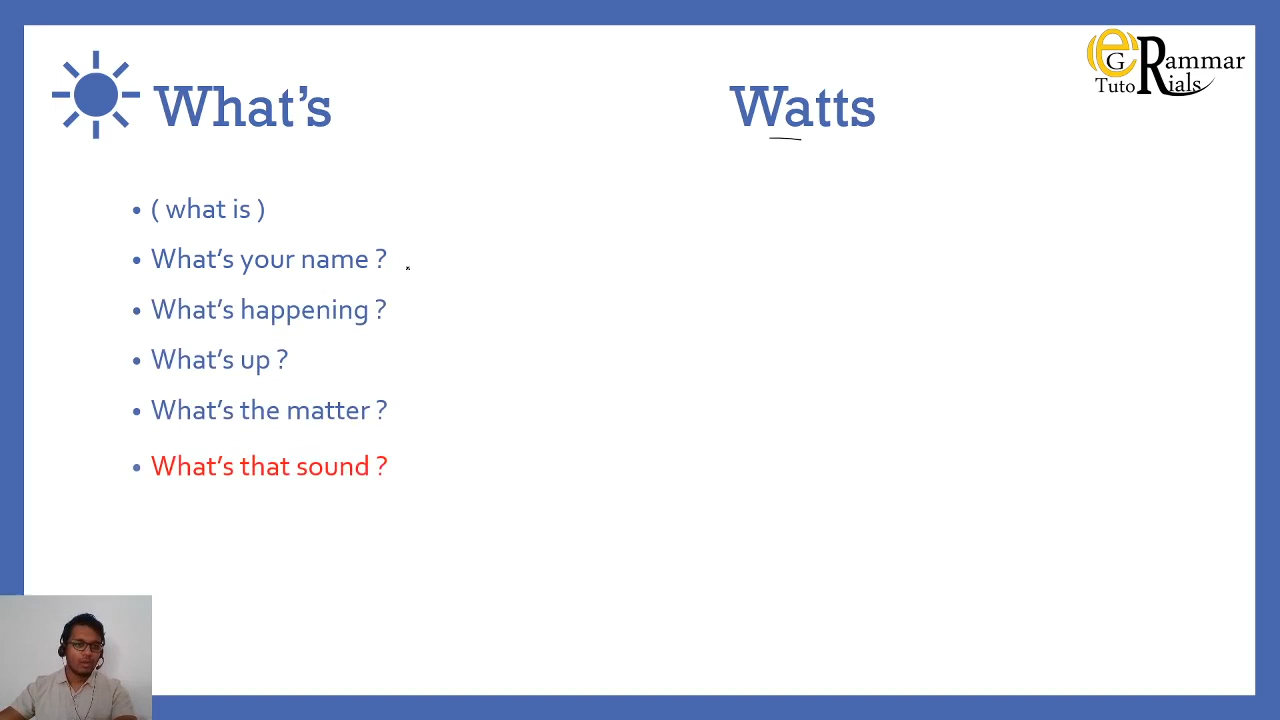 What's
Watts
eGRammar
TutoRials
• ( what is )
• What's your name ?
• What's happening ?
• What's up ?
• What's the matter ?
• What's that sound ?